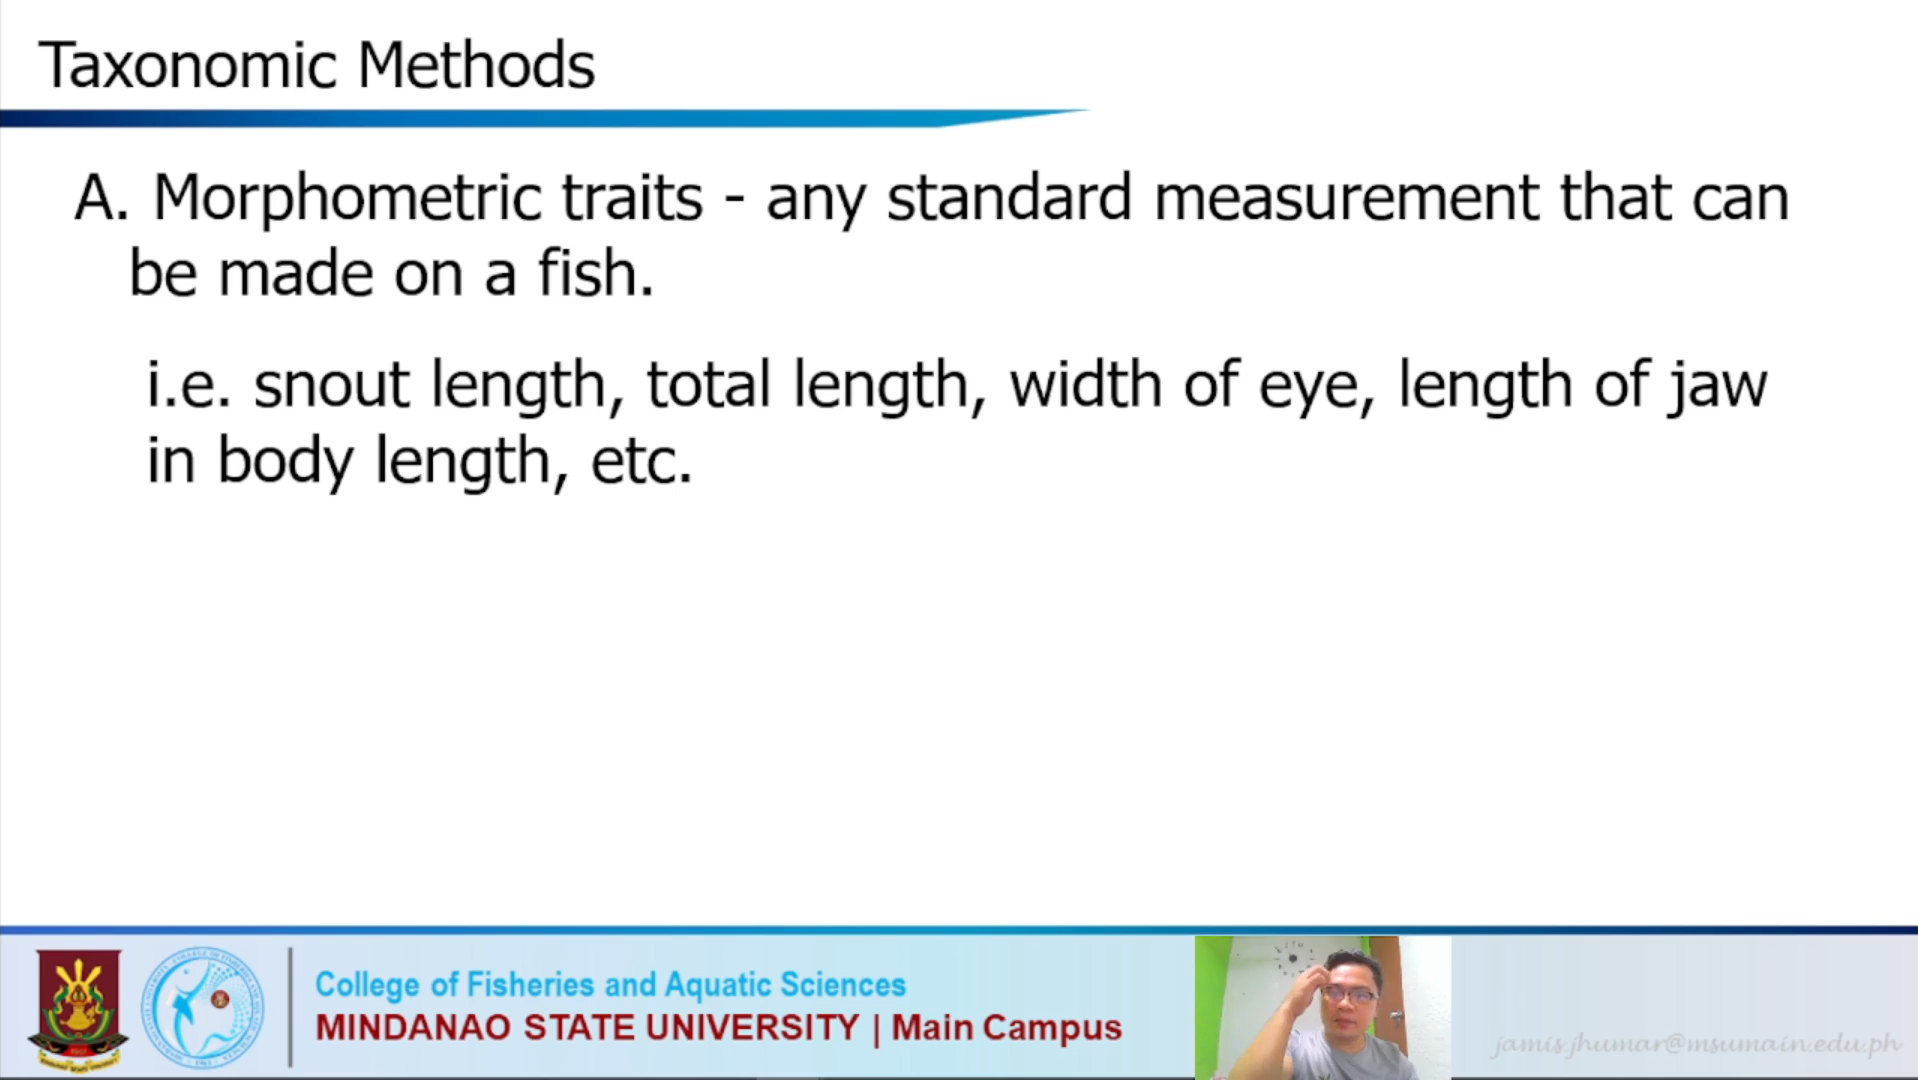 Taxonomic Methods
A. Morphometric traits - any standard measurement that can
be made on a fish.
i.e. snout length, total length, width of eye, length of jaw
in body length, etc.
College of Fisheries and Aquatic Sciences
MINDANAO STATE UNIVERSITY | Main Campus
jamis.jhumar@msumain.edu.ph